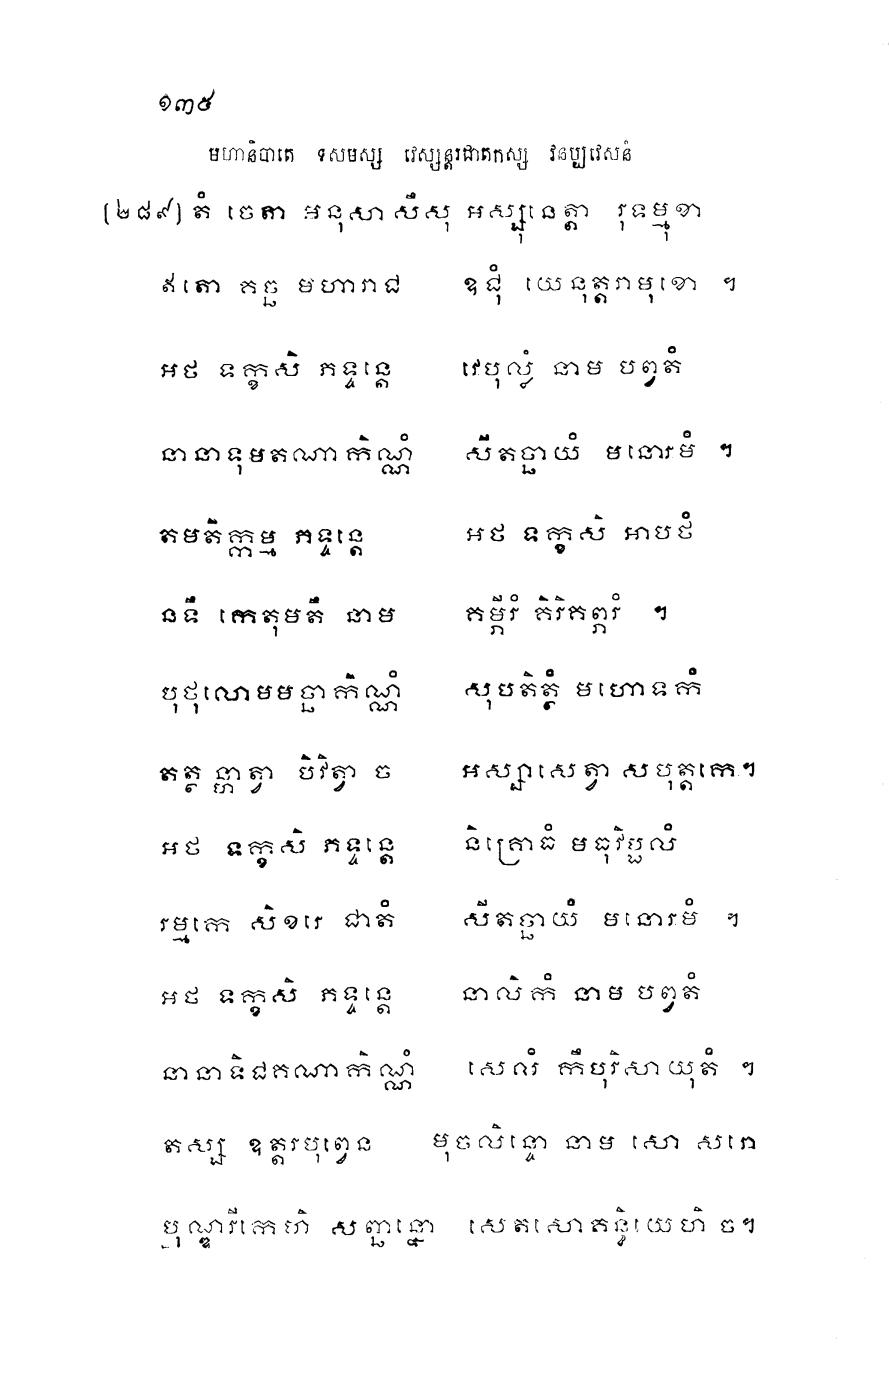 ១៣៥
មហានិបាតេ ទសមស្ស វេស្សន្តរជាតកស្ស វនប្បវេសនំ
(២៨៩) តំ ចេតា អនុសាសឹសុ អស្សុនេត្តា រុទម្មុខា
ឥតោ គច្ឆ មហារាជ ឧជុំ យេនុត្តរាមុខោ ។
អថ ទក្ខសិ ភទ្ទន្តេ វេបុល្លំ នាម បព្វតំ
នានាទុមគណាកិណ្ណំ សីតច្ឆាយំ មនោរមំ ។
តមតិក្កម្ម ភទ្ទន្តេ អថ ទក្ខសិ អាបថំ
នទឹ កេតុមតឹ នាម គម្ភីរំ គិរិគព្ភរំ ។
បុថុលោមមច្ឆាកិណ្ណំ សុបតិត្ថំ មហោទកំ
តត្ថ ន្ហាត្វា បិវិត្វា ច អស្សាសេត្វា សបុត្តកេ ។
អថ ទក្ខសិ ភទ្ទន្តេ និគ្រោធំ មធុវិប្ផលំ
រម្មកេ សិខរេ ជាតំ សីតច្ឆាយំ មនោរមំ ។
អថ ទក្ខសិ ភទ្ទន្តេ នាលិកំ នាម បព្វតំ
នានាទិជគណាកិណ្ណំ សេលំ កឹបុរិសាយុតំ ។
តស្ស ឧត្តរបុព្វេន មុចលិន្ទោ នាម សោ សរោ
បុណ្ឌរីកេហិ សញ្ឆន្នោ សេតសោគន្ធិយេហិ ច ។